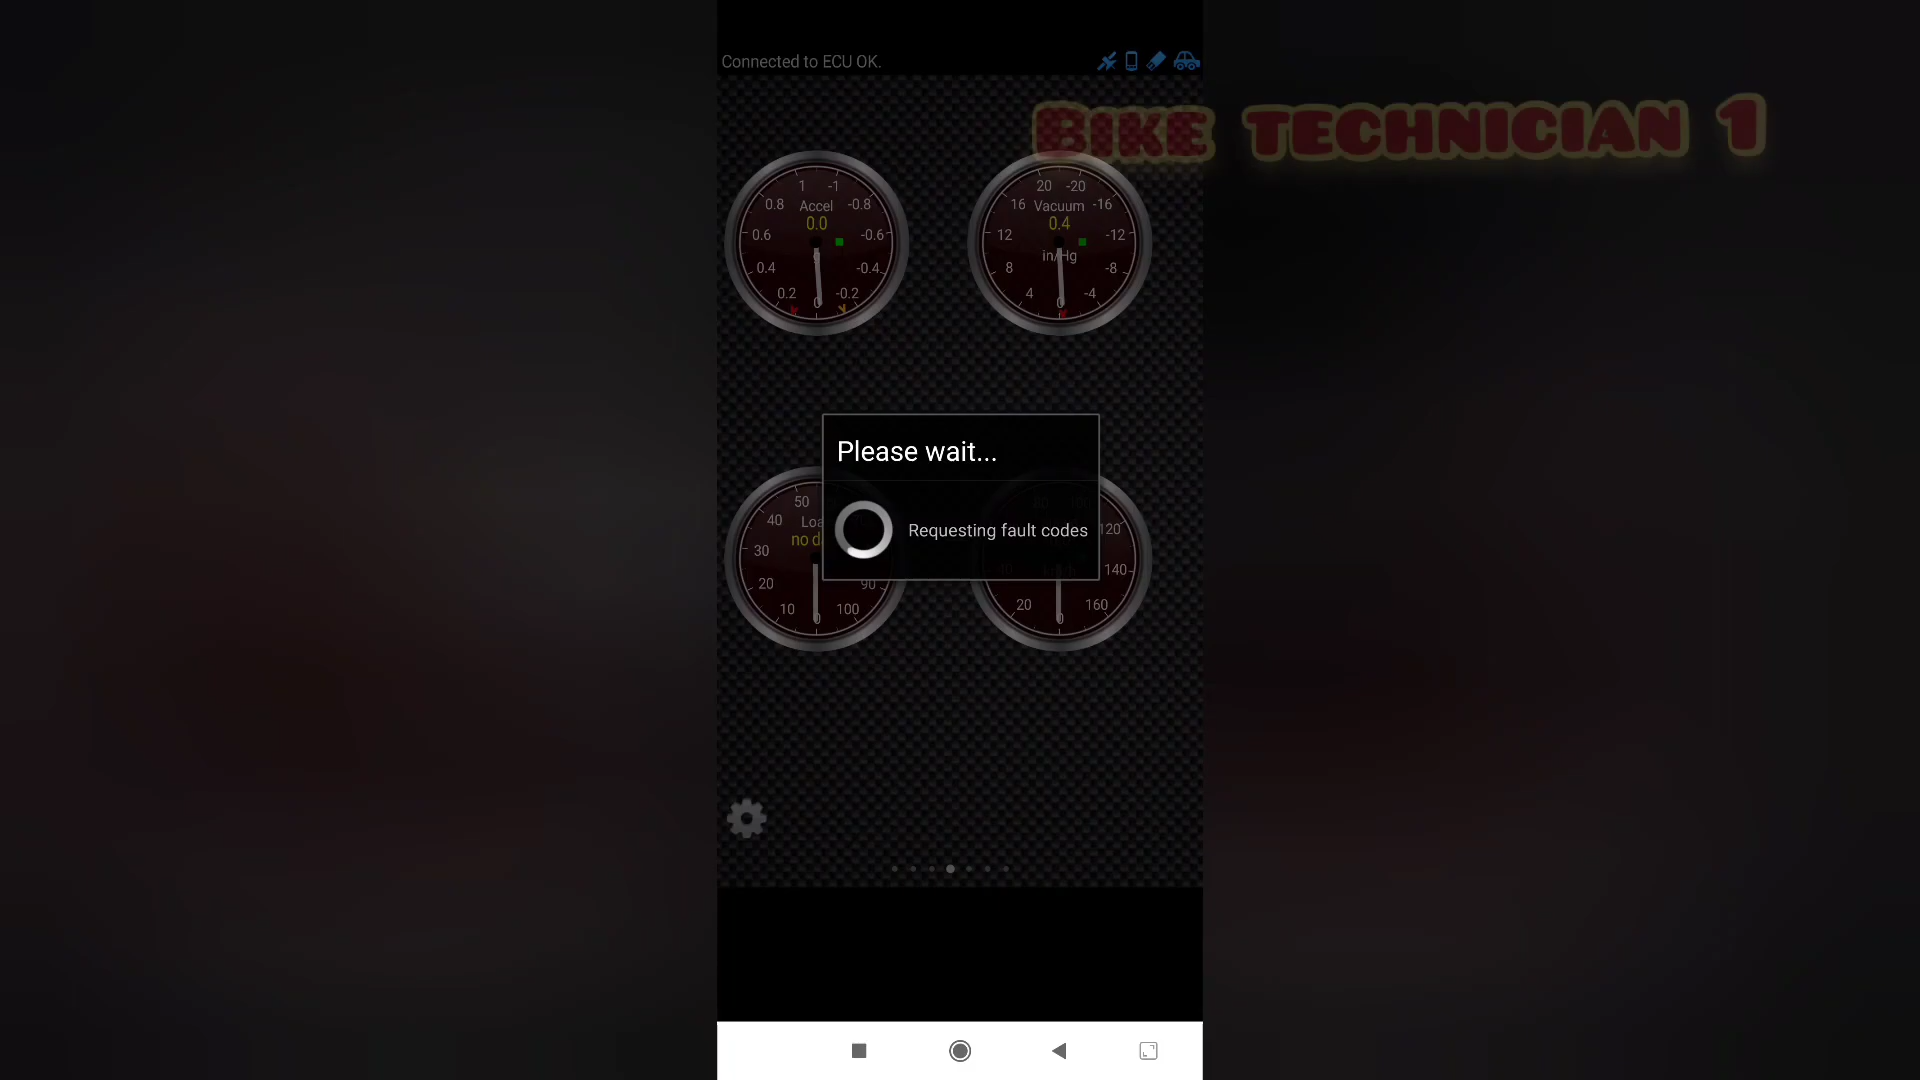 Connected to ECU OK.
Bike technician 1
1 -1
0.8 Accel -0.8
0.0
0.6 -0.6
g
0.4 -0.4
0.2 -0.2
0
20 -20
16 Vacuum -16
0.4
12 -12
in/Hg
8 -8
4 -4
0
Please wait...
Requesting fault codes
50
40 Loa
no d
30
20 90
10 100
0
120
140
20 160
0